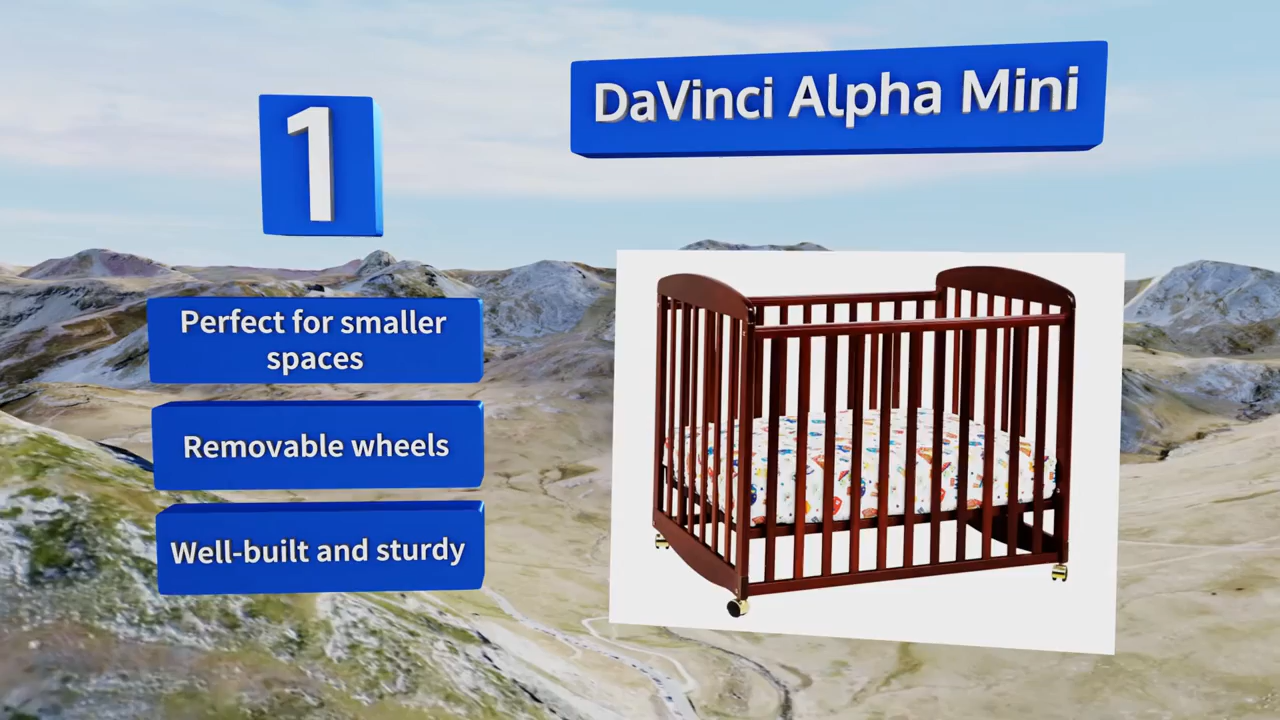 1
DaVinci Alpha Mini
Perfect for smaller
spaces
Removable wheels
Well-built and sturdy